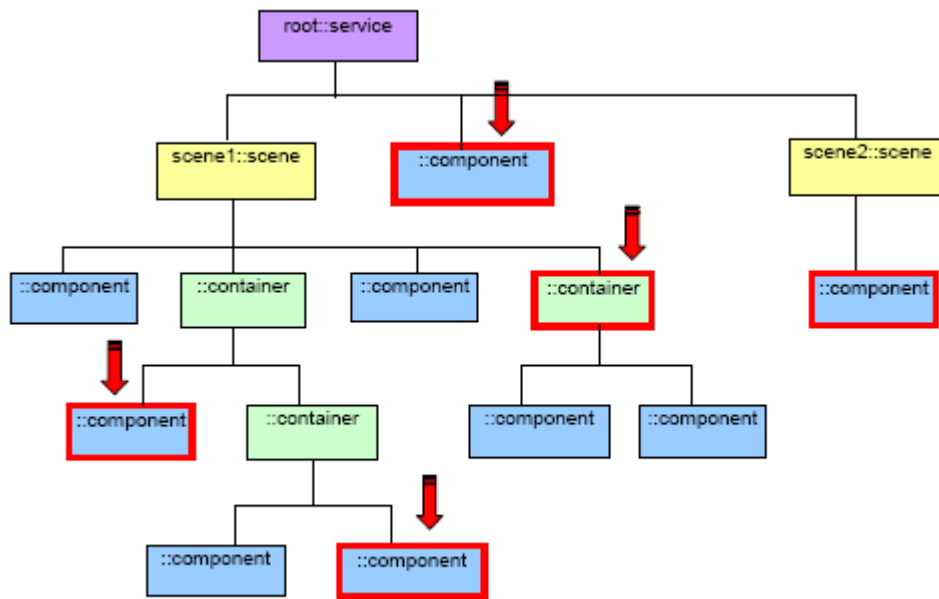 root::service
scene1::scene
::component
scene2::scene
::component
::container
::component
::container
::component
::component
::container
::component
::component
::component
::component